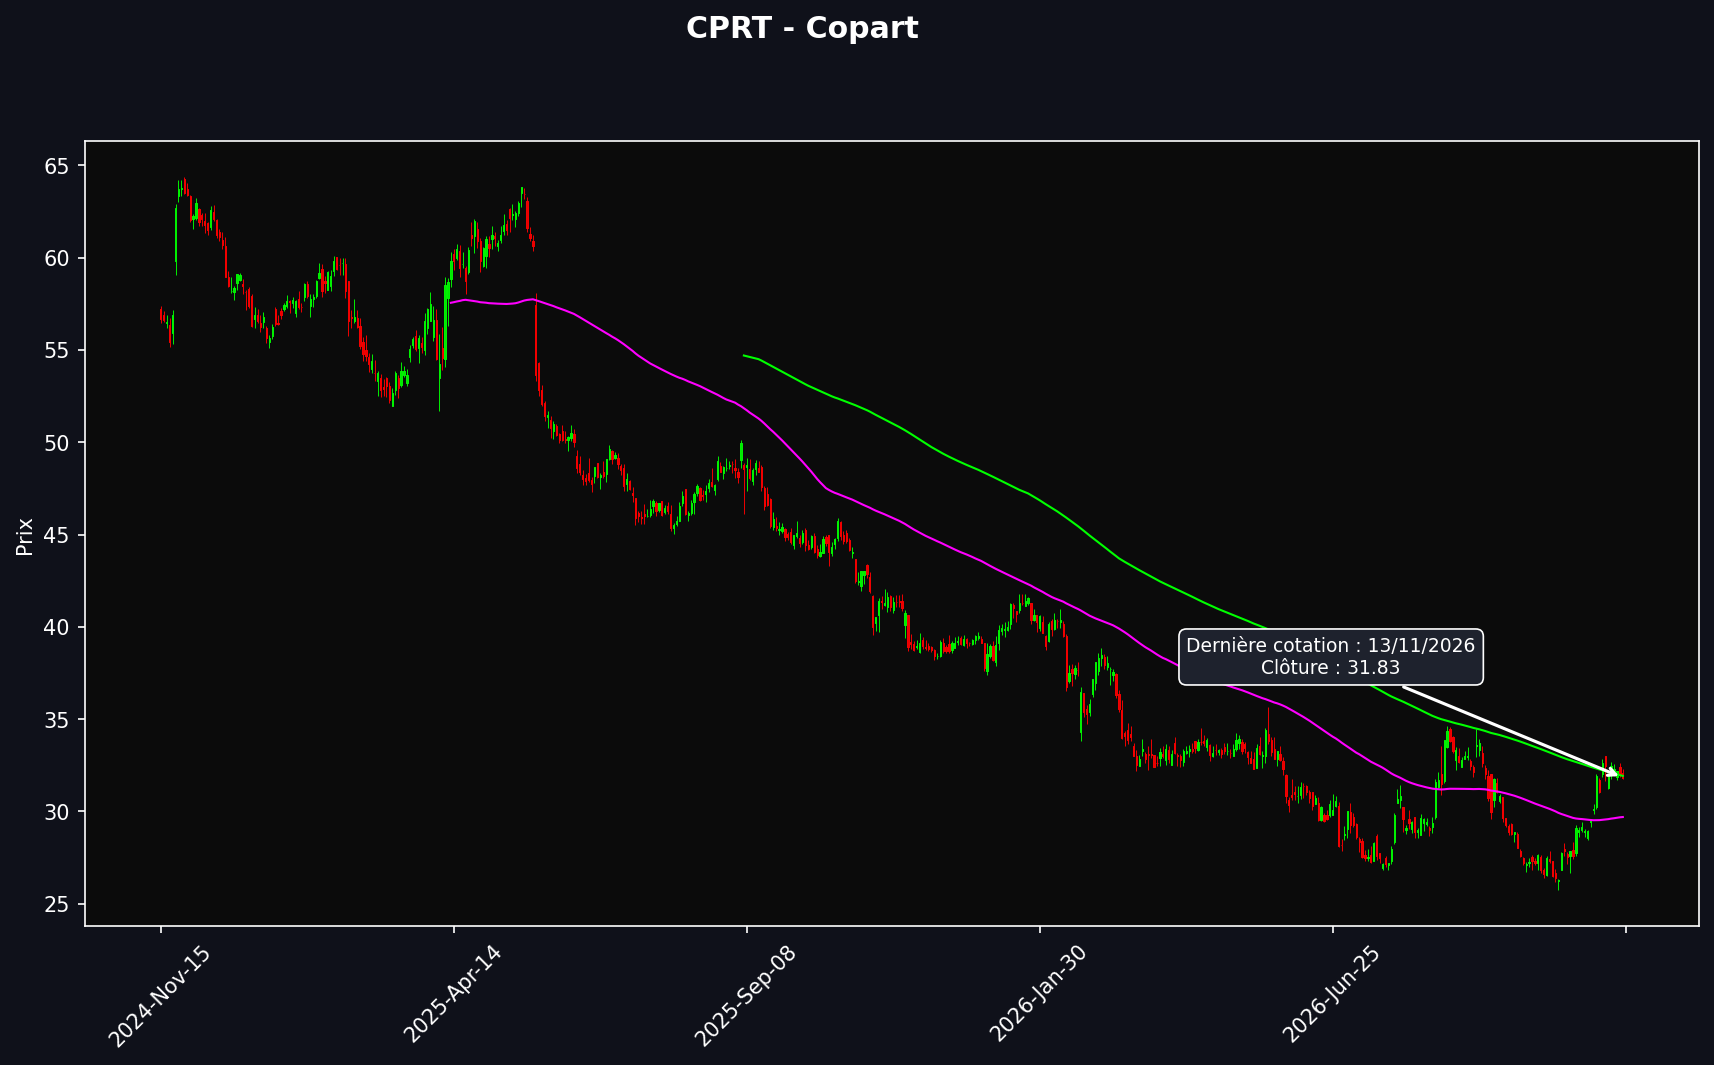 CPRT - Copart
65
60
55
50
45
40
35
30
25
Prix
Dernière cotation : 13/11/2026
Clôture : 31.83
2024-Nov-15
2025-Apr-14
2025-Sep-08
2026-Jan-30
2026-Jun-25